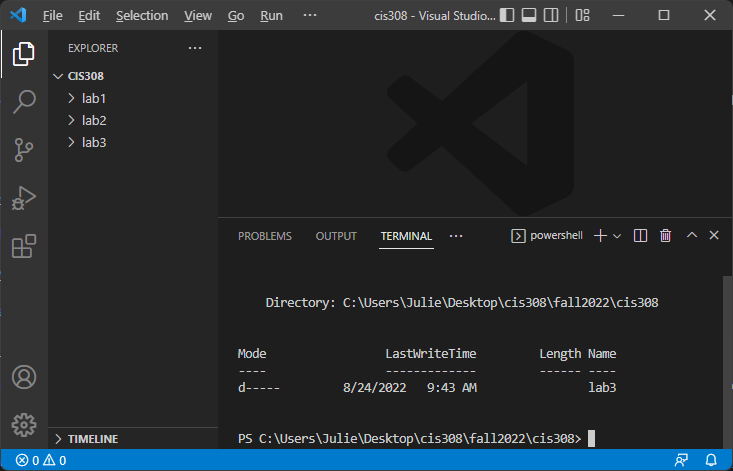 File Edit Selection View Go Run ··· cis308 - Visual Studio...
EXPLORER ···
CIS308
lab1
lab2
lab3
PROBLEMS OUTPUT TERMINAL ··· powershell
Directory: C:\Users\Julie\Desktop\cis308\fall2022\cis308
Mode LastWriteTime Length Name
---- ------------- ------ ----
d----- 8/24/2022 9:43 AM lab3
PS C:\Users\Julie\Desktop\cis308\fall2022\cis308>
TIMELINE
0 0